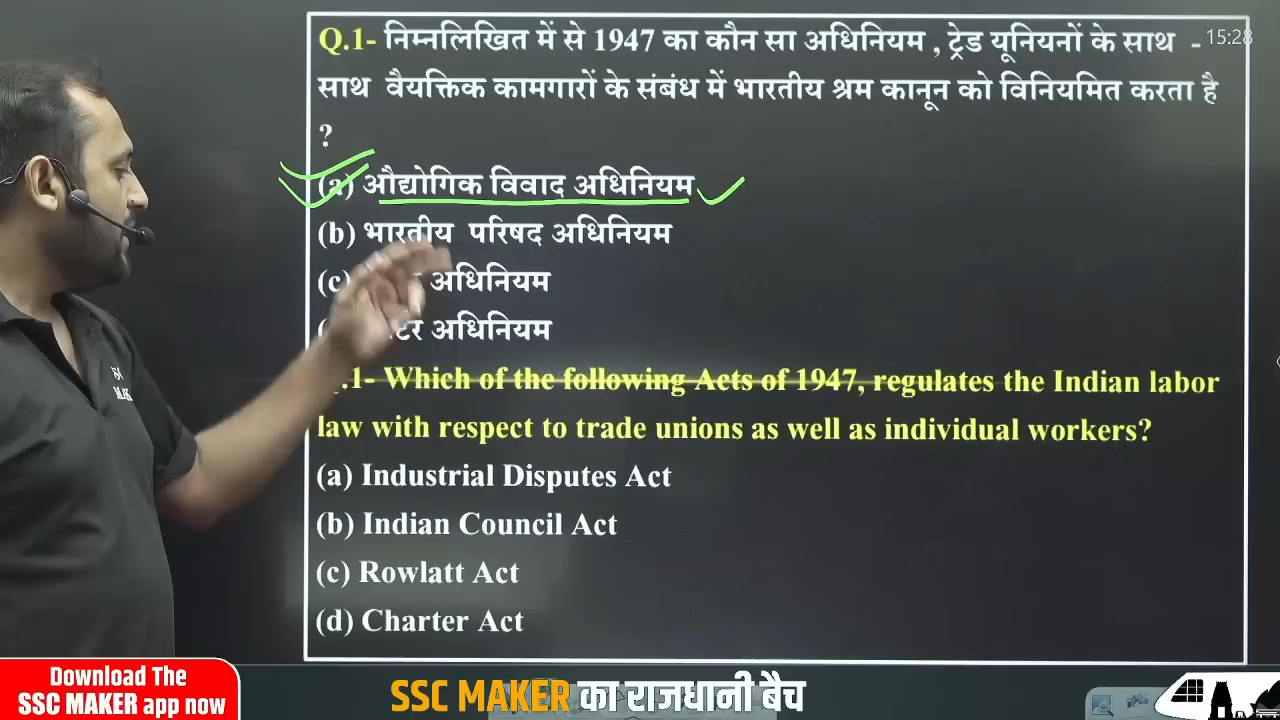 Q.1- निम्नलिखित में से 1947 का कौन सा अधिनियम , ट्रेड यूनियनों के साथ -
15:28
साथ वैयक्तिक कामगारों के संबंध में भारतीय श्रम कानून को विनियमित करता है
?
(a) औद्योगिक विवाद अधिनियम
(b) भारतीय परिषद अधिनियम
(c) अधिनियम
अधिनियम
.1- Which of the following Acts of 1947, regulates the Indian labor
law with respect to trade unions as well as individual workers?
(a) Industrial Disputes Act
(b) Indian Council Act
(c) Rowlatt Act
(d) Charter Act
Download The
SSC MAKER app now
SSC MAKER का राजधानी बैच